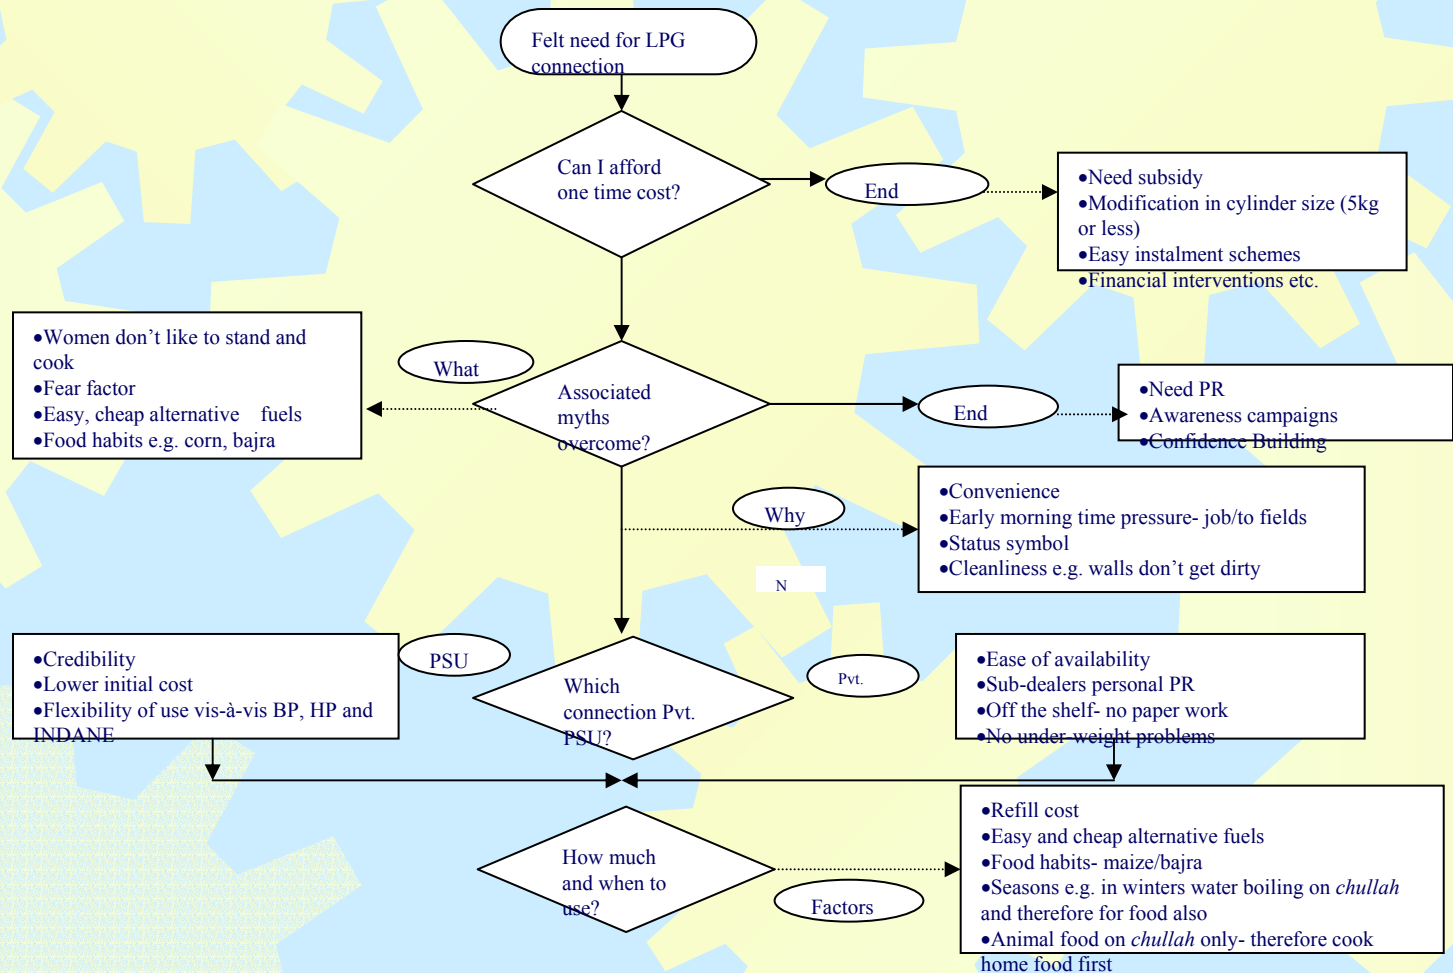 Felt need for LPG
connection
Can I afford
one time cost?
End
•Need subsidy
•Modification in cylinder size (5kg
or less)
•Easy instalment schemes
•Financial interventions etc.
•Women don’t like to stand and
cook
•Fear factor
•Easy, cheap alternative fuels
•Food habits e.g. corn, bajra
What
Associated
myths
overcome?
End
•Need PR
•Awareness campaigns
•Confidence Building
Why
•Convenience
•Early morning time pressure- job/to fields
•Status symbol
•Cleanliness e.g. walls don’t get dirty
N
•Credibility
•Lower initial cost
•Flexibility of use vis-à-vis BP, HP and
INDANE
PSU
Which
connection Pvt.
PSU?
Pvt.
•Ease of availability
•Sub-dealers personal PR
•Off the shelf- no paper work
•No under-weight problems
How much
and when to
use?
Factors
•Refill cost
•Easy and cheap alternative fuels
•Food habits- maize/bajra
•Seasons e.g. in winters water boiling on chullah
and therefore for food also
•Animal food on chullah only- therefore cook
home food first